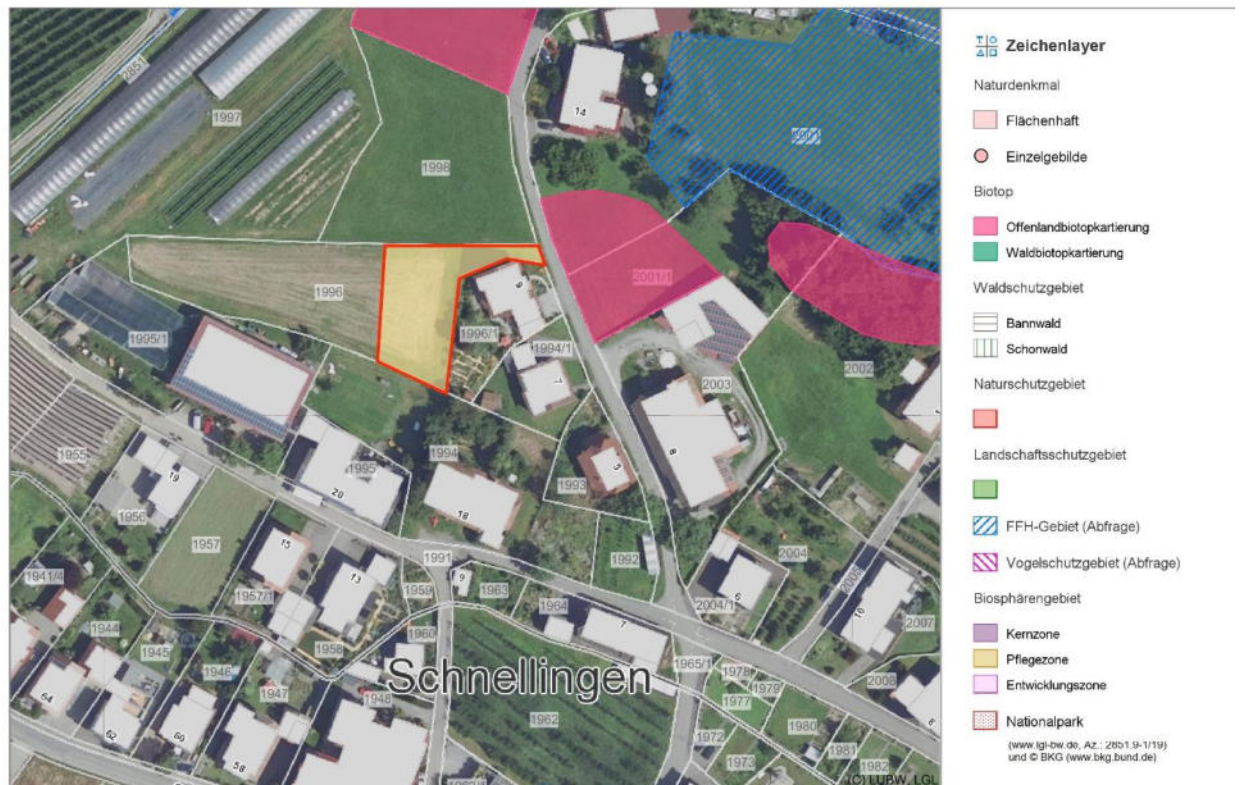 2851
1997
14
1998
2001/1
1996
9
1996/1
1994/1
7
1995/1
2003
2002
8
1955
19
1956
1995
20
1994
18
3
1993
1957
15
1957/1
13
1991
1992
2004
2004/1
6
2005
10
2007
1941/4
1944
1945
1946
1947
1958
1959
1960
9
1963
1964
7
1965/1
1978
1979
1977
2008
64
62
60
58
1948
Schnellingen
1962
1972
1973
1980
1981
1982
(C) LUBW, LGL
Zeichenlayer
Naturdenkmal
Flächenhaft
Einzelgebilde
Biotop
Offenlandbiotopkartierung
Waldbiotopkartierung
Waldschutzgebiet
Bannwald
Schonwald
Naturschutzgebiet
Landschaftsschutzgebiet
FFH-Gebiet (Abfrage)
Vogelschutzgebiet (Abfrage)
Biosphärengebiet
Kernzone
Pflegezone
Entwicklungszone
Nationalpark
(www.lgl-bw.de, Az.: 2851.9-1/19)
und © BKG (www.bkg.bund.de)